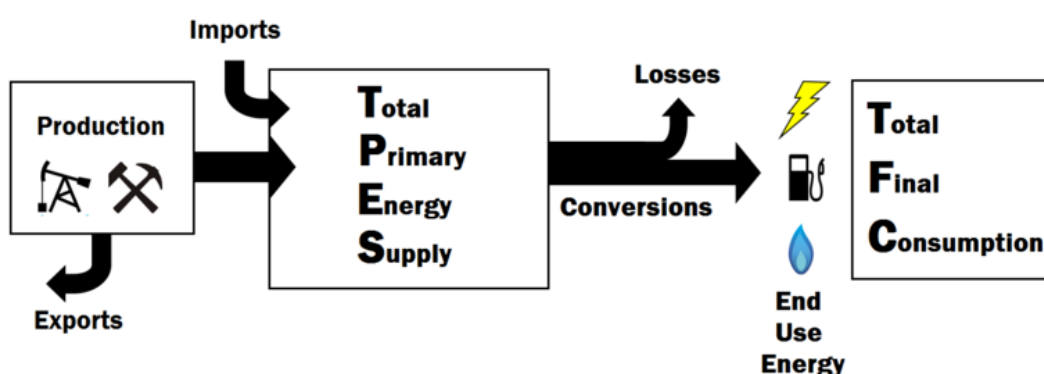 Imports
Production
Exports
Total
Primary
Energy
Supply
Losses
Conversions
End
Use
Energy
Total
Final
Consumption